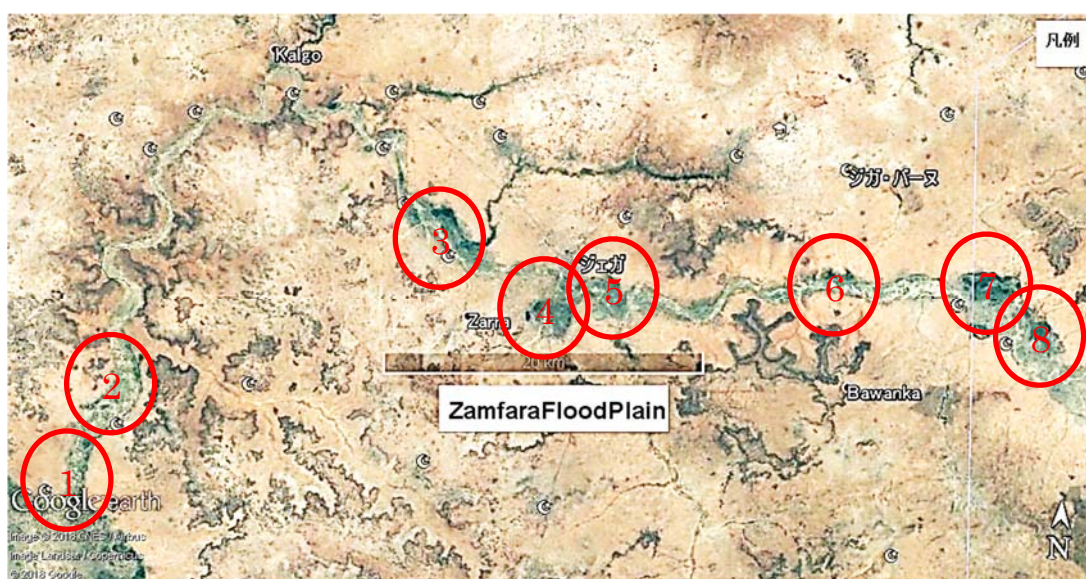 凡例
Kalgo
ジガ・バーヌ
3
ジェガ
4
5
6
7
Zarra
8
20 km
2
ZamfaraFloodPlain
Bawanka
1
Google earth
Image © 2018 CNES / Airbus
Image Landsat / Copernicus
© 2018 Google
N